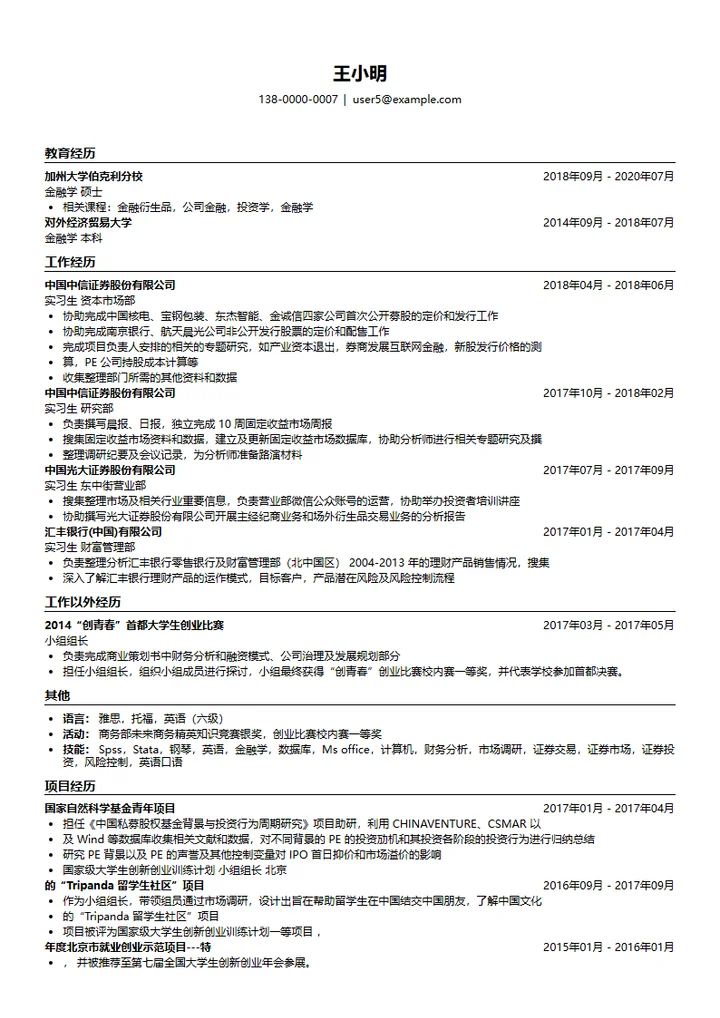 王小明
138-0000-0007 | user5@example.com
教育经历
加州大学伯克利分校 2018年09月 - 2020年07月
金融学 硕士
• 相关课程：金融衍生品，公司金融，投资学，金融学
对外经济贸易大学 2014年09月 - 2018年07月
金融学 本科
工作经历
中国中信证券股份有限公司 2018年04月 - 2018年06月
实习生 资本市场部
• 协助完成中国核电、宝钢包装、东杰智能、金诚信四家公司首次公开募股的定价和发行工作
• 协助完成南京银行、航天晨光公司非公开发行股票的定价和配售工作
• 完成项目负责人安排的相关的专题研究，如产业资本退出，券商发展互联网金融，新股发行价格的测
• 算，PE 公司持股成本计算等
• 收集整理部门所需的其他资料和数据
中国中信证券股份有限公司 2017年10月 - 2018年02月
实习生 研究部
• 负责撰写晨报、日报，独立完成 10 周固定收益市场周报
• 搜集固定收益市场资料和数据，建立及更新固定收益市场数据库，协助分析师进行相关专题研究及撰
• 整理调研纪要及会议记录，为分析师准备路演材料
中国光大证券股份有限公司 2017年07月 - 2017年09月
实习生 东中街营业部
• 搜集整理市场及相关行业重要信息，负责营业部微信公众账号的运营，协助举办投资者培训讲座
• 协助撰写光大证券股份有限公司开展主经纪商业务和场外衍生品交易业务的分析报告
汇丰银行(中国)有限公司 2017年01月 - 2017年04月
实习生 财富管理部
• 负责整理分析汇丰银行零售银行及财富管理部（北中国区） 2004-2013 年的理财产品销售情况，搜集
• 深入了解汇丰银行理财产品的运作模式，目标客户，产品潜在风险及风险控制流程
工作以外经历
2014“创青春”首都大学生创业比赛 2017年03月 - 2017年05月
小组组长
• 负责完成商业策划书中财务分析和融资模式、公司治理及发展规划部分
• 担任小组组长，组织小组成员进行探讨，小组最终获得“创青春”创业比赛校内赛一等奖，并代表学校参加首都决赛。
其他
• 语言： 雅思，托福，英语（六级）
• 活动： 商务部未来商务精英知识竞赛银奖，创业比赛校内赛一等奖
• 技能： Spss，Stata，钢琴，英语，金融学，数据库，Ms office，计算机，财务分析，市场调研，证券交易，证券市场，证券投
资，风险控制，英语口语
项目经历
国家自然科学基金青年项目 2017年01月 - 2017年04月
• 担任《中国私募股权基金背景与投资行为周期研究》项目助研，利用 CHINAVENTURE、CSMAR 以
• 及 Wind 等数据库收集相关文献和数据，对不同背景的 PE 的投资动机和其投资各阶段的投资行为进行归纳总结
• 研究 PE 背景以及 PE 的声誉及其他控制变量对 IPO 首日抑价和市场溢价的影响
• 国家级大学生创新创业训练计划 小组组长 北京
的“Tripanda 留学生社区”项目 2016年09月 - 2017年09月
• 作为小组组长，带领组员通过市场调研，设计出旨在帮助留学生在中国结交中国朋友，了解中国文化
• 的“Tripanda 留学生社区”项目
• 项目被评为国家级大学生创新创业训练计划一等项目，
年度北京市就业创业示范项目---特 2015年01月 - 2016年01月
• ， 并被推荐至第七届全国大学生创新创业年会参展。